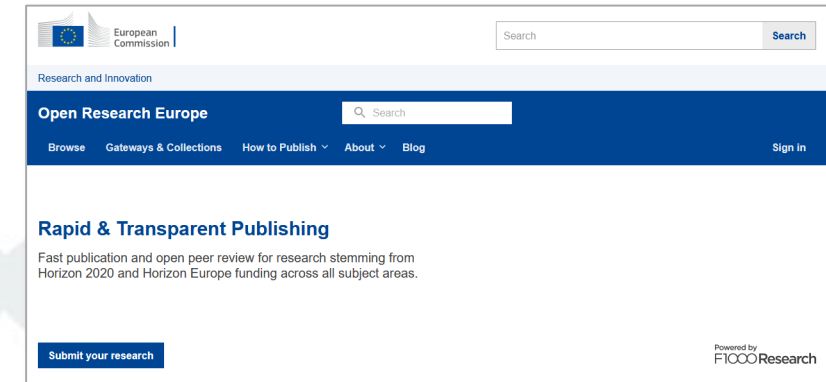 European
Commission
Search
Search
Research and Innovation
Open Research Europe
Search
Browse Gateways & Collections How to Publish About Blog
Sign in
Rapid & Transparent Publishing
Fast publication and open peer review for research stemming from
Horizon 2020 and Horizon Europe funding across all subject areas.
Submit your research
Powered by
F1000Research